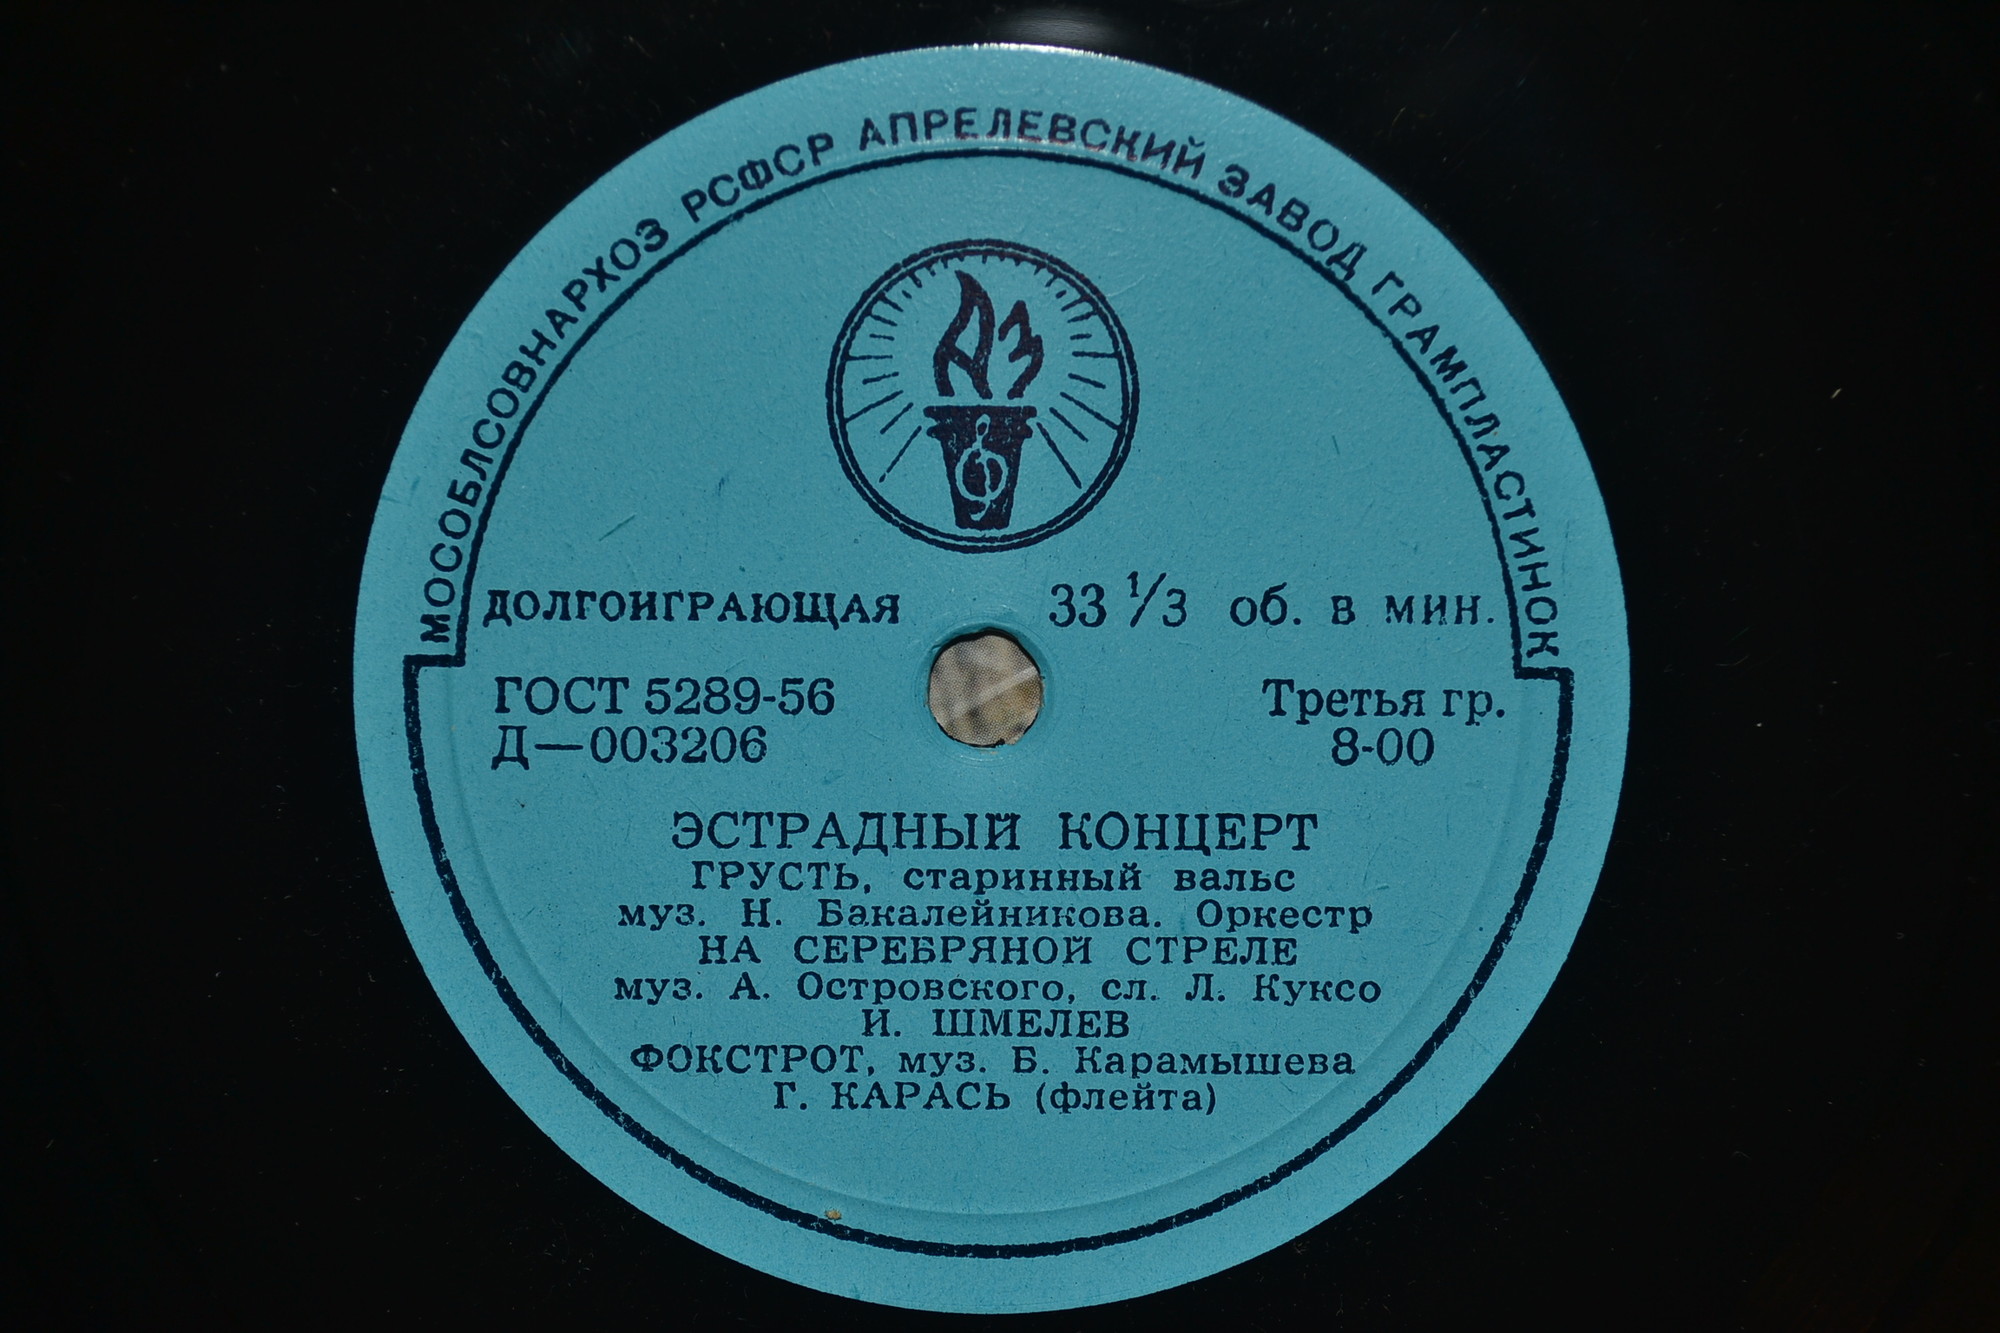 МОСОБЛСОВНАРХОЗ РСФСР АПРЕЛЕВСКИЙ ЗАВОД ГРАМПЛАСТИНОК
АЗ
ДОЛГОИГРАЮЩАЯ 33 1/3 об. в мин.
ГОСТ 5289-56 Третья гр.
Д—003206 8-00
ЭСТРАДНЫЙ КОНЦЕРТ
ГРУСТЬ, старинный вальс
муз. Н. Бакалейникова. Оркестр
НА СЕРЕБРЯНОЙ СТРЕЛЕ
муз. А. Островского, сл. Л. Куксо
И. ШМЕЛЕВ
ФОКСТРОТ, муз. Б. Карамышева
Г. КАРАСЬ (флейта)